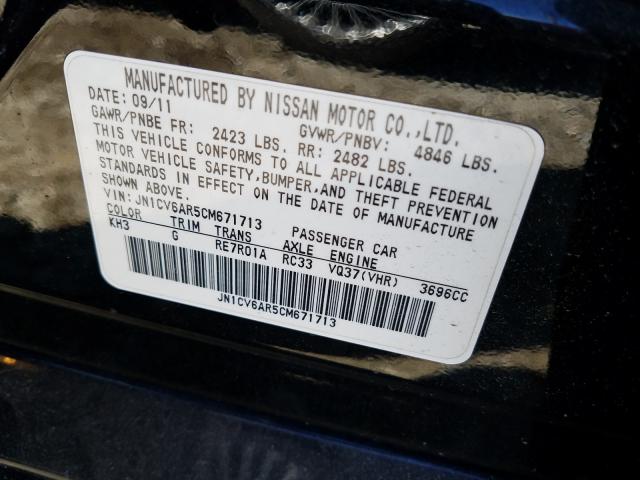 MANUFACTURED BY NISSAN MOTOR CO.,LTD.
DATE: 09/11
GAWR/PNBE FR: 2423 LBS. GVWR/PNBV: 4846 LBS.
RR: 2482 LBS.
THIS VEHICLE CONFORMS TO ALL APPLICABLE FEDERAL
MOTOR VEHICLE SAFETY,BUMPER,AND THEFT PREVENTION
STANDARDS IN EFFECT ON THE DATE OF MANUFACTURE
SHOWN ABOVE.
VIN: JN1CV6AR5CM671713 PASSENGER CAR
COLOR TRIM TRANS AXLE ENGINE
KH3 G RE7R01A RC33 VQ37(VHR) 3696CC
JN1CV6AR5CM671713